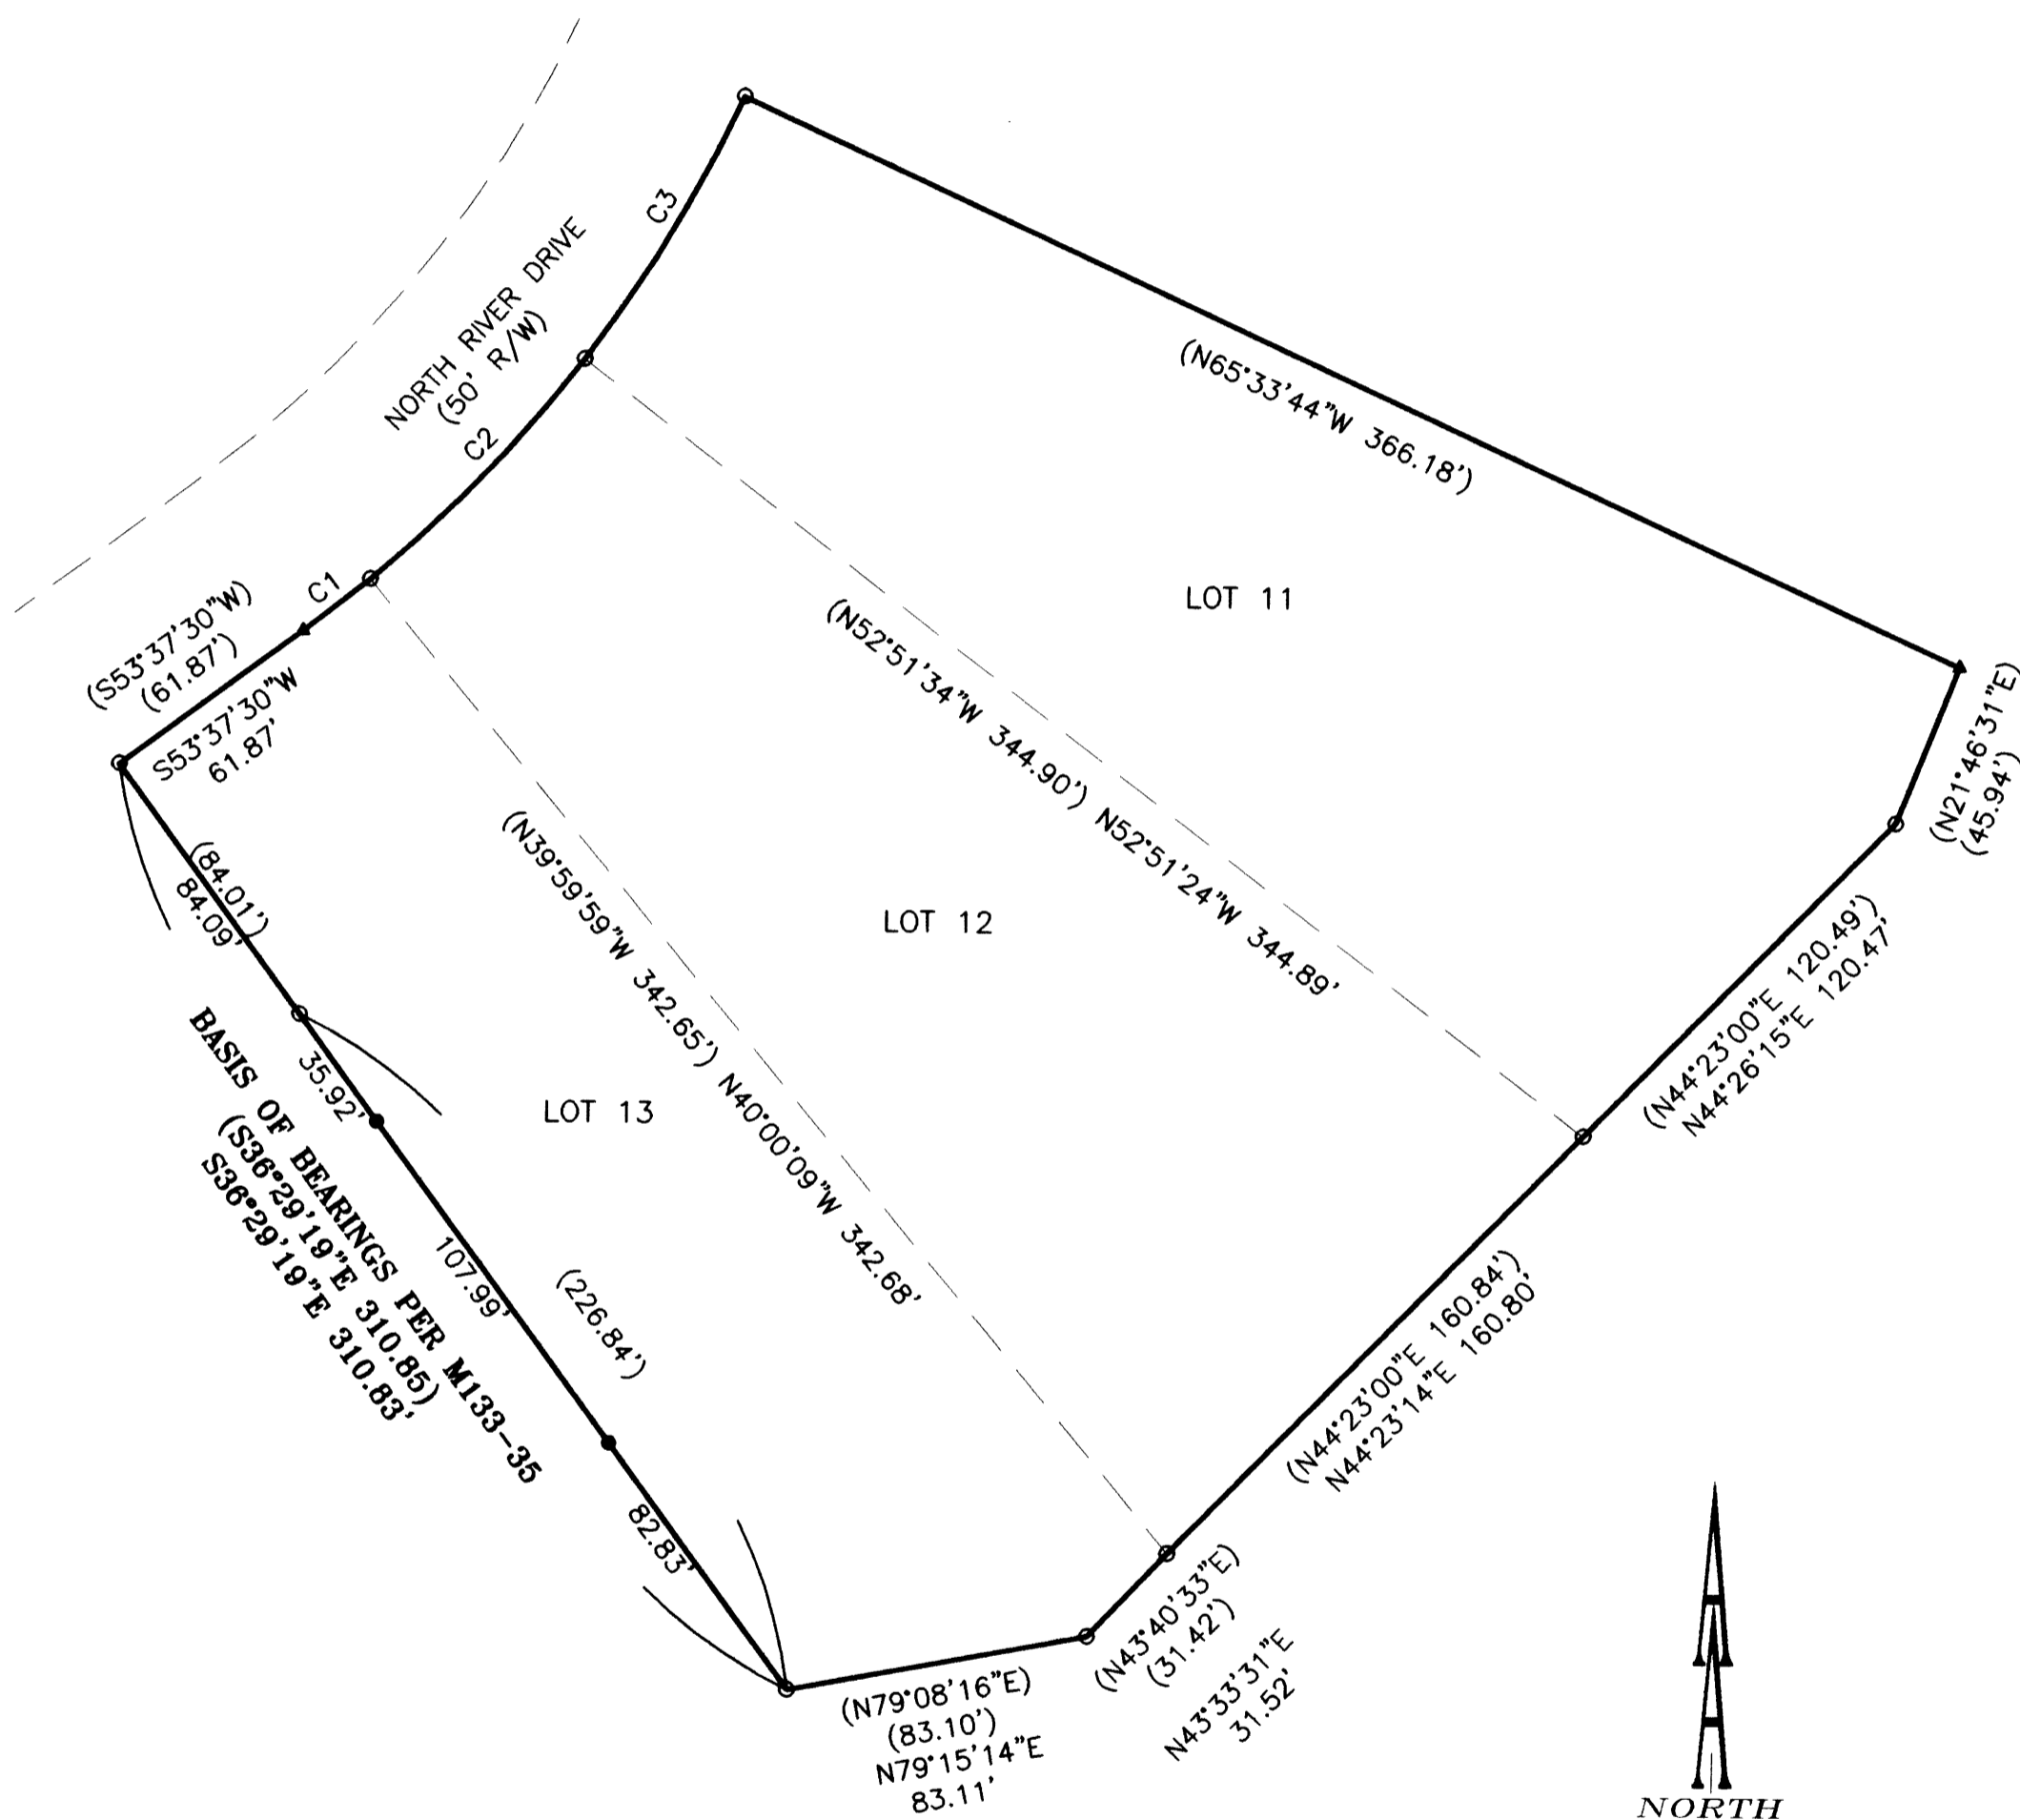 C3
NORTH RIVER DRIVE
(50' R/W)
C2
(N65°33'44"W 366.18')
C1
(S53°37'30"W)
(61.87')
S53°37'30"W
61.87'
LOT 11
(N52°51'34"W 344.90') N52°51'24"W 344.89'
(N21°46'31"E)
(45.94')
(N39°59'59"W 342.65') N40°00'09"W 342.68'
LOT 12
(84.01')
84.09'
(N44°23'00"E 120.49')
N44°26'15"E 120.47'
35.92'
LOT 13
BASIS OF BEARINGS PER M133-35
(S36°29'19"E 310.85)
S36°29'19"E 310.83'
107.99'
(226.84')
(N44°23'00"E 160.84')
N44°23'14"E 160.80'
82.83'
(N43°40'33"E)
(31.42')
N43°33'31"E
31.52'
(N79°08'16"E)
(83.10')
N79°15'14"E
83.11'
NORTH